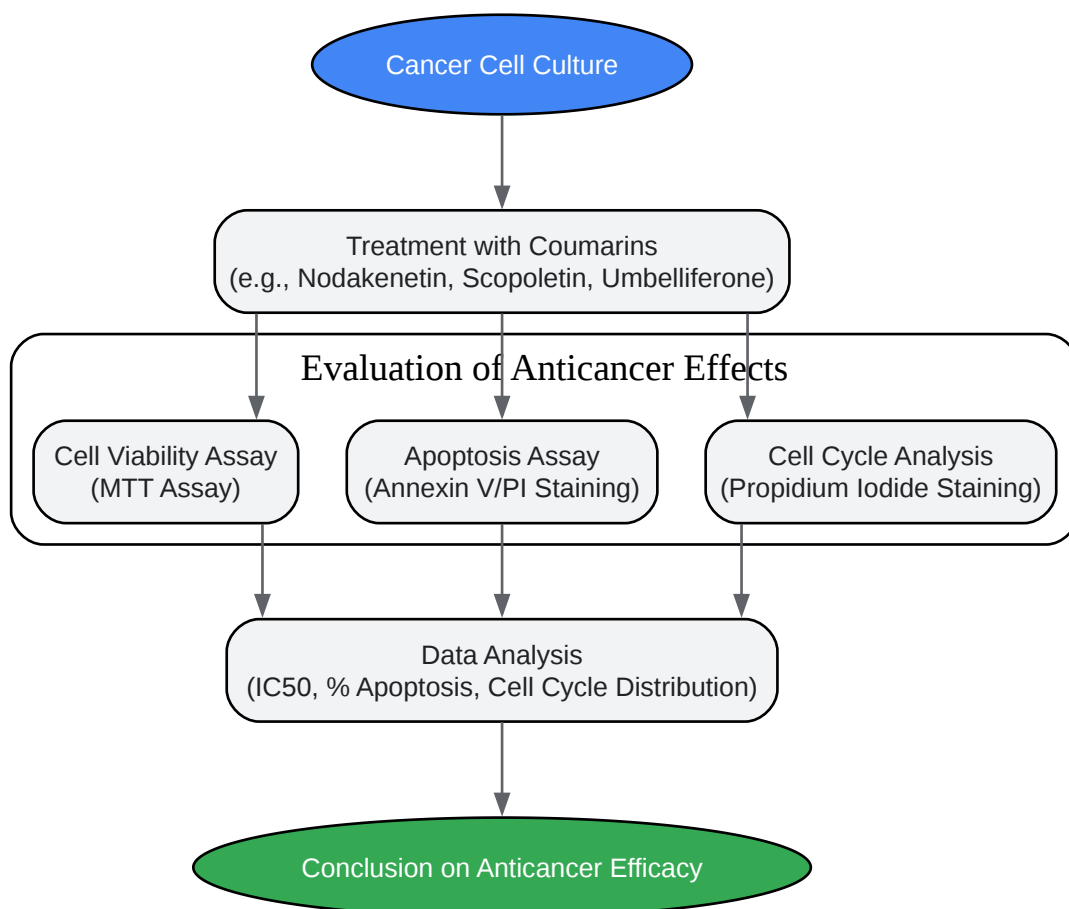 Cancer Cell Culture
Treatment with Coumarins
(e.g., Nodakenetin, Scopoletin, Umbelliferone)
Evaluation of Anticancer Effects
Cell Viability Assay
(MTT Assay)
Apoptosis Assay
(Annexin V/PI Staining)
Cell Cycle Analysis
(Propidium Iodide Staining)
Data Analysis
(IC50, % Apoptosis, Cell Cycle Distribution)
Conclusion on Anticancer Efficacy